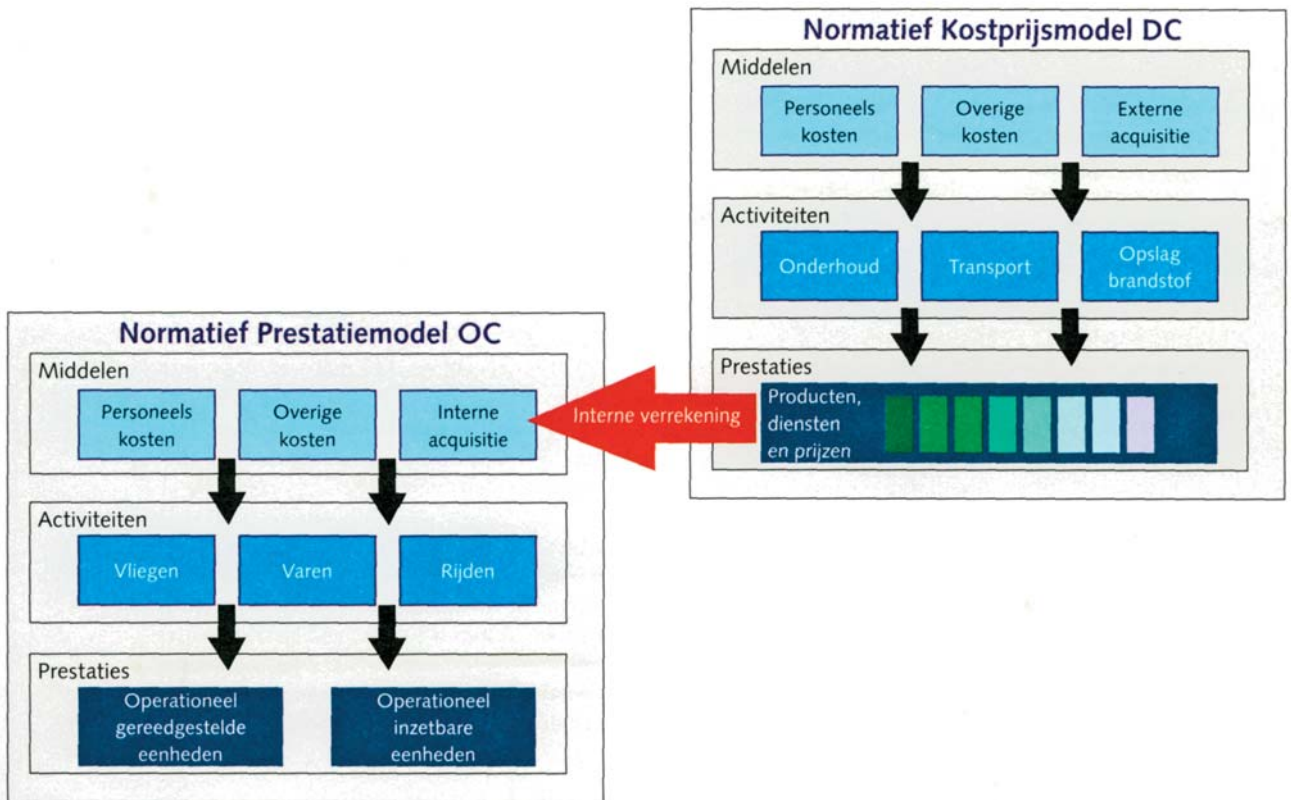 Normatief Kostprijsmodel DC
Middelen
Personeels
kosten
Overige
kosten
Externe
acquisitie
Activiteiten
Onderhoud
Transport
Opslag
brandstof
Prestaties
Producten,
diensten
en prijzen
Interne verrekening
Normatief Prestatiemodel OC
Middelen
Personeels
kosten
Overige
kosten
Interne
acquisitie
Activiteiten
Vliegen
Varen
Rijden
Prestaties
Operationeel
gereedgestelde
eenheden
Operationeel
inzetbare
eenheden